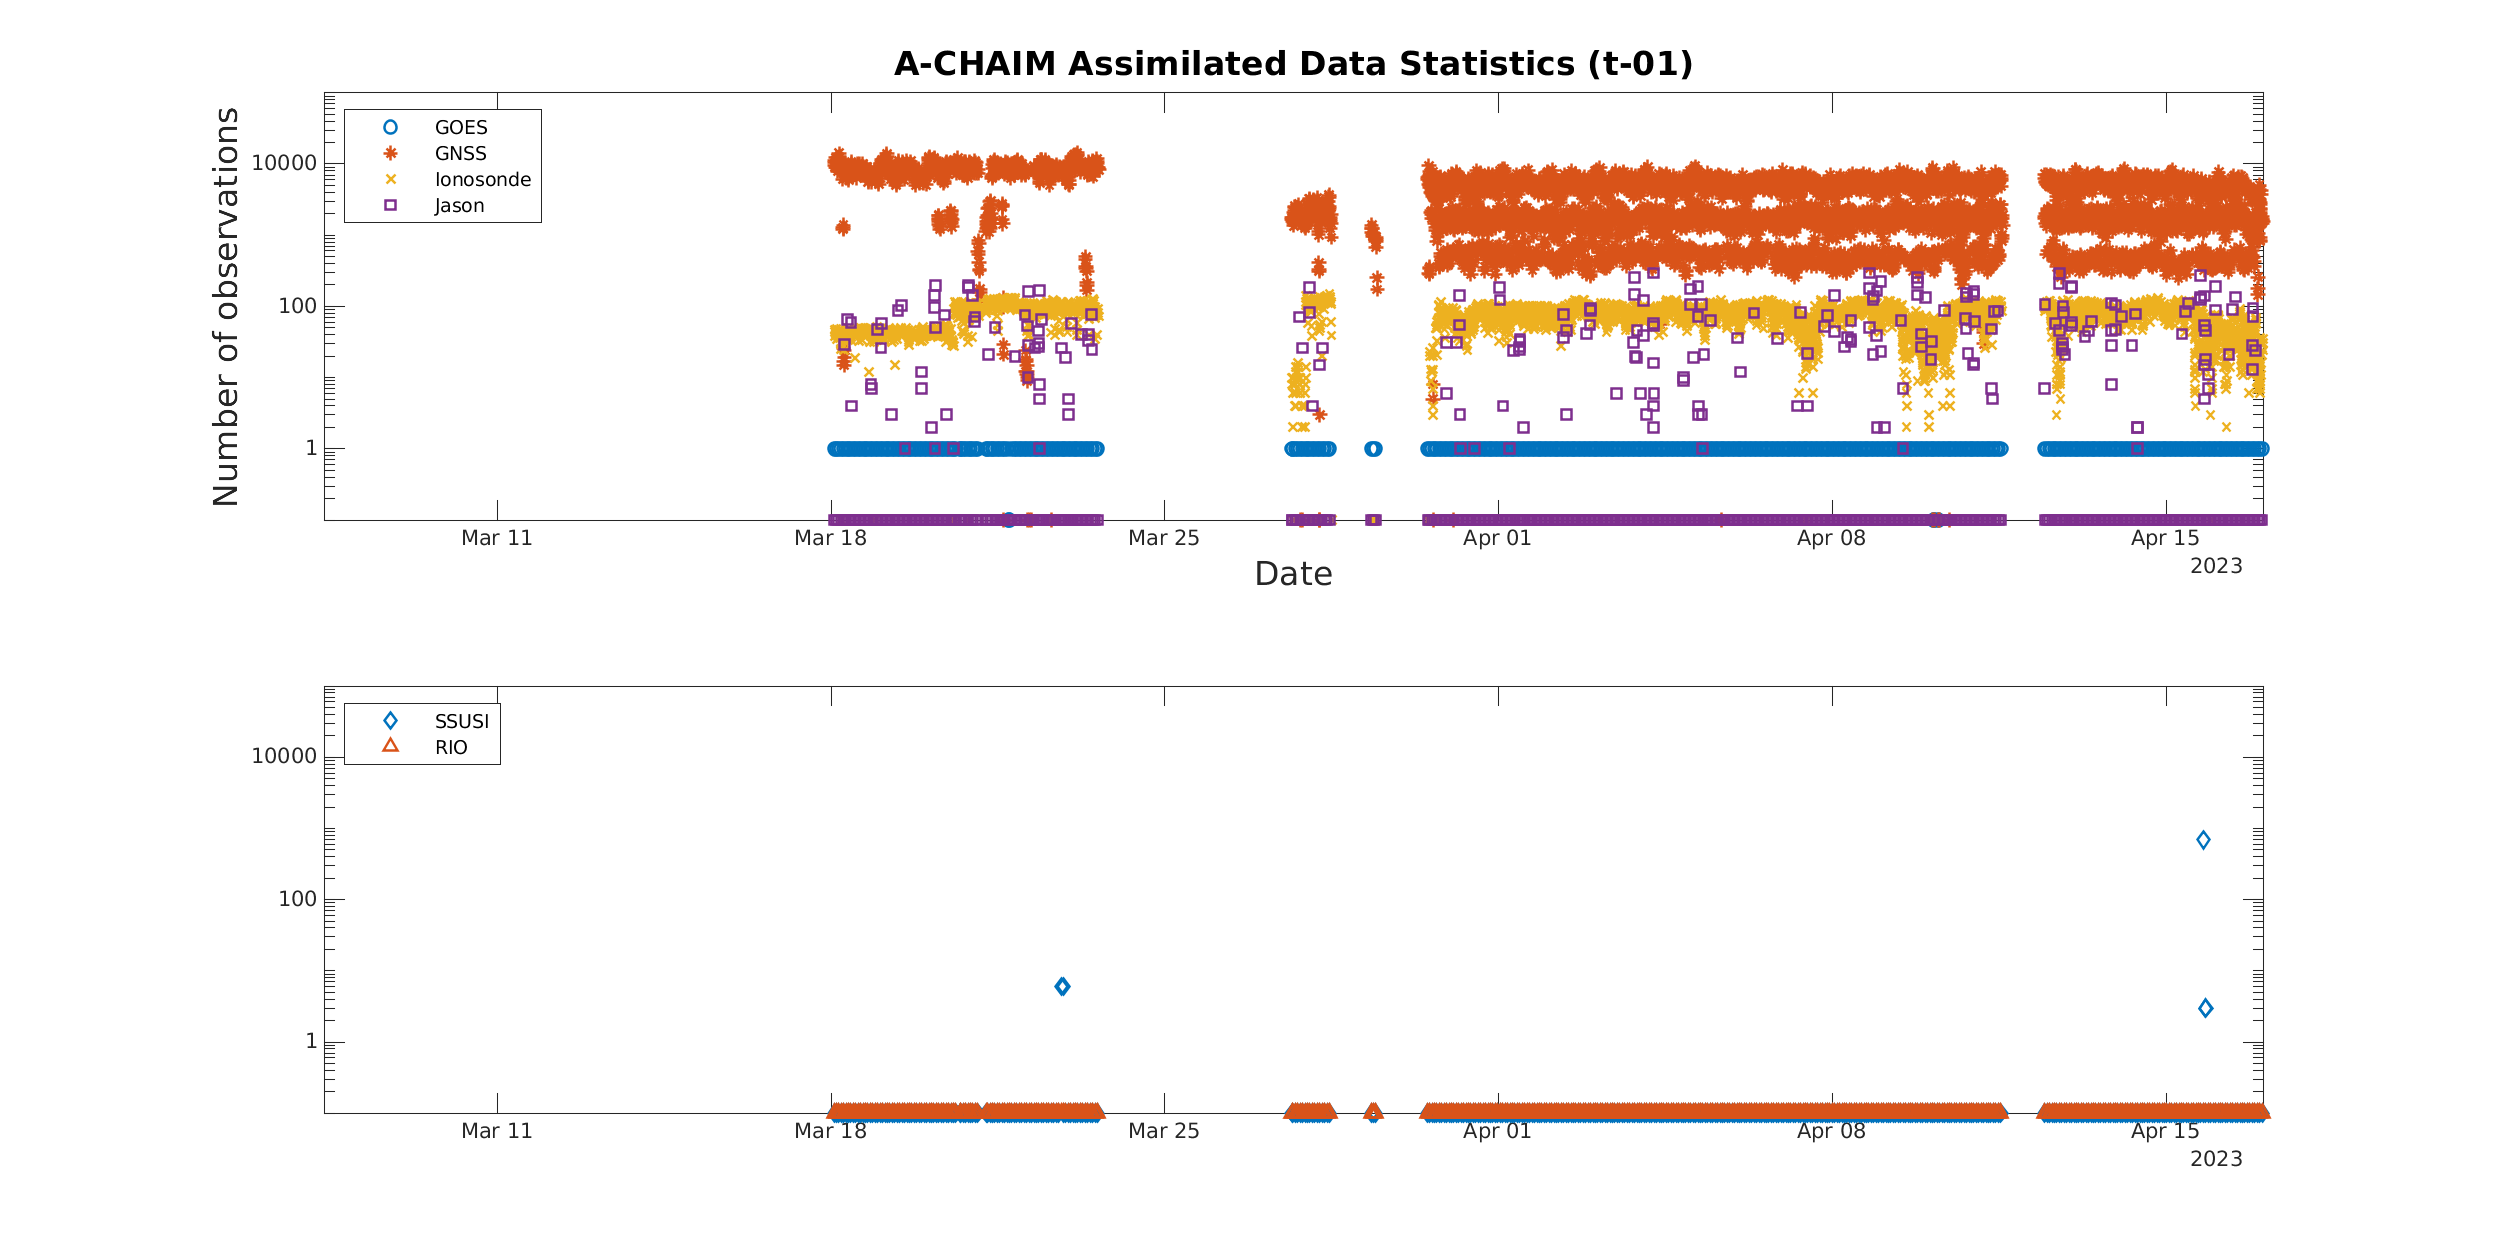 A-CHAIM Assimilated Data Statistics (t-01)
Number of observations
GOES
GNSS
Ionosonde
Jason
10000
100
1
Mar 11
Mar 18
Mar 25
Apr 01
Apr 08
Apr 15
2023
Date
SSUSI
RIO
10000
100
1
Mar 11
Mar 18
Mar 25
Apr 01
Apr 08
Apr 15
2023